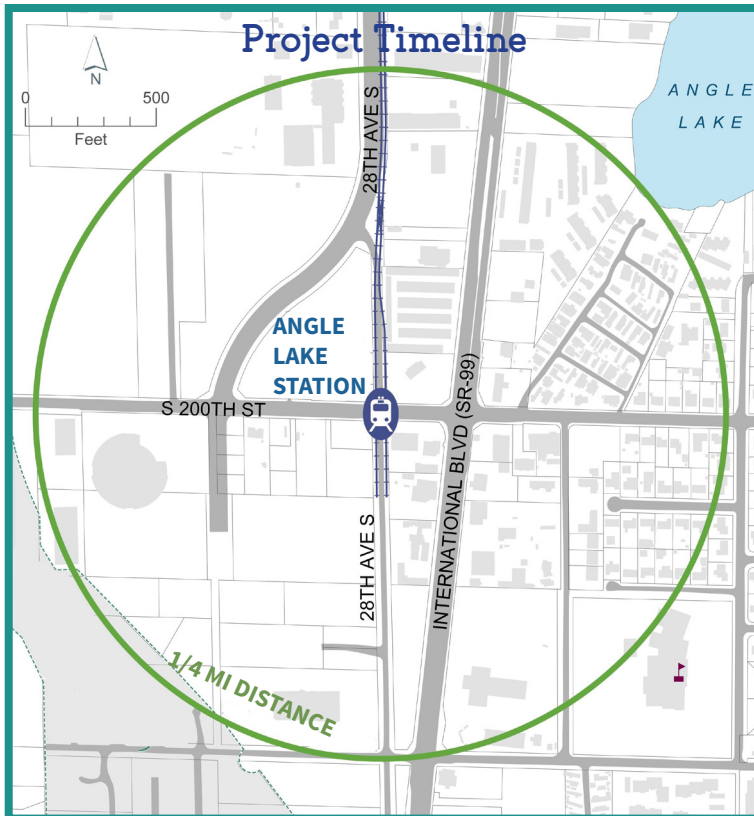 Project Timeline
N
0 500
Feet
ANGLE
LAKE
28TH AVE S
ANGLE
LAKE
STATION
S 200TH ST
INTERNATIONAL BLVD (SR-99)
28TH AVE S
1/4 MI DISTANCE